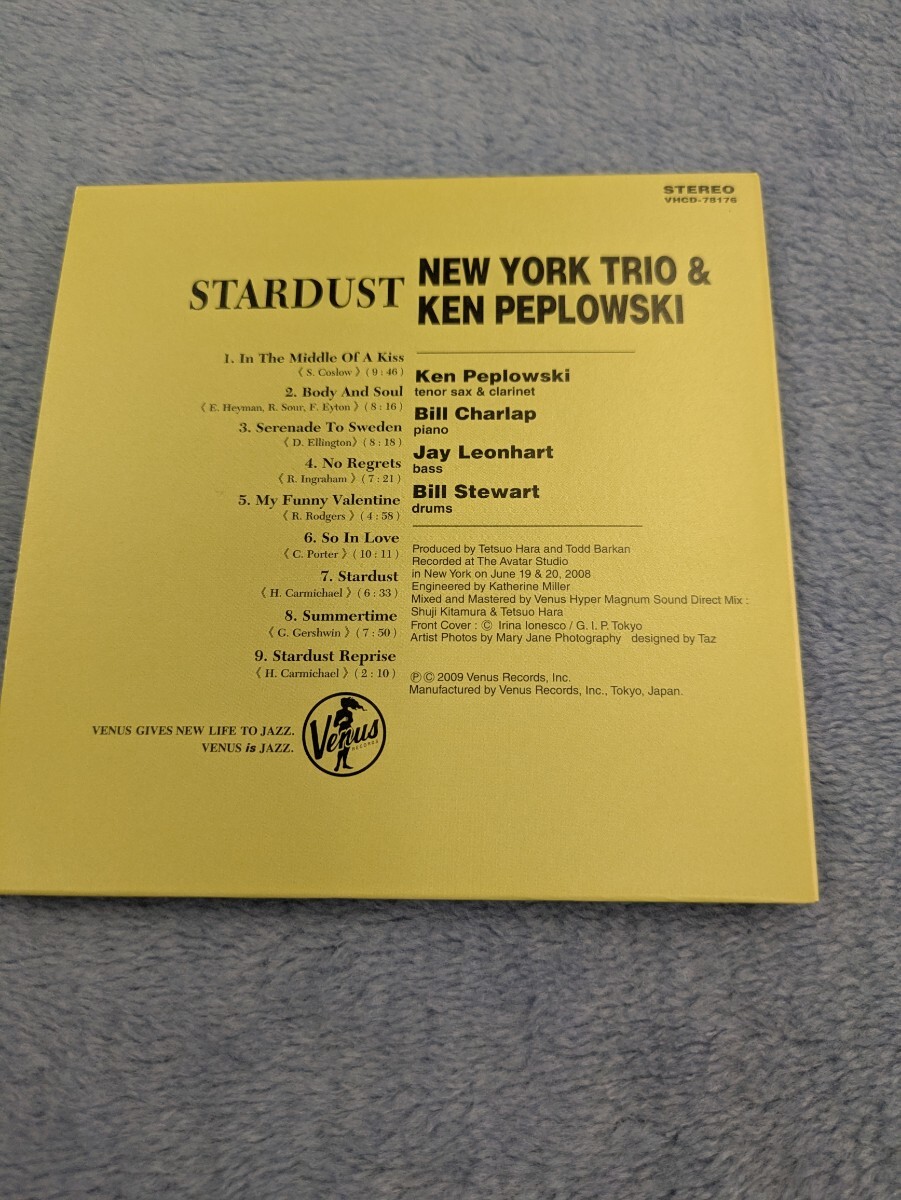 STEREO
VHCD-78176
STARDUST
NEW YORK TRIO &
KEN PEPLOWSKI
1. In The Middle Of A Kiss
《 S. Coslow 》 ( 9 : 46 )
2. Body And Soul
《 E. Heyman, R. Sour, F. Eyton 》 ( 8 : 16 )
3. Serenade To Sweden
《 D. Ellington 》 ( 8 : 18 )
4. No Regrets
《 R. Ingraham 》 ( 7 : 21 )
5. My Funny Valentine
《 R. Rodgers 》 ( 4 : 58 )
6. So In Love
《 C. Porter 》 ( 10 : 11 )
7. Stardust
《 H. Carmichael 》 ( 6 : 33 )
8. Summertime
《 G. Gershwin 》 ( 7 : 50 )
9. Stardust Reprise
《 H. Carmichael 》 ( 2 : 10 )
Ken Peplowski
tenor sax & clarinet
Bill Charlap
piano
Jay Leonhart
bass
Bill Stewart
drums
Produced by Tetsuo Hara and Todd Barkan
Recorded at The Avatar Studio
in New York on June 19 & 20, 2008
Engineered by Katherine Miller
Mixed and Mastered by Venus Hyper Magnum Sound Direct Mix :
Shuji Kitamura & Tetsuo Hara
Front Cover : © Irina Ionesco / G. I. P. Tokyo
Artist Photos by Mary Jane Photography designed by Taz
℗ © 2009 Venus Records, Inc.
Manufactured by Venus Records, Inc., Tokyo, Japan.
VENUS GIVES NEW LIFE TO JAZZ.
VENUS is JAZZ.
Venus
RECORDS